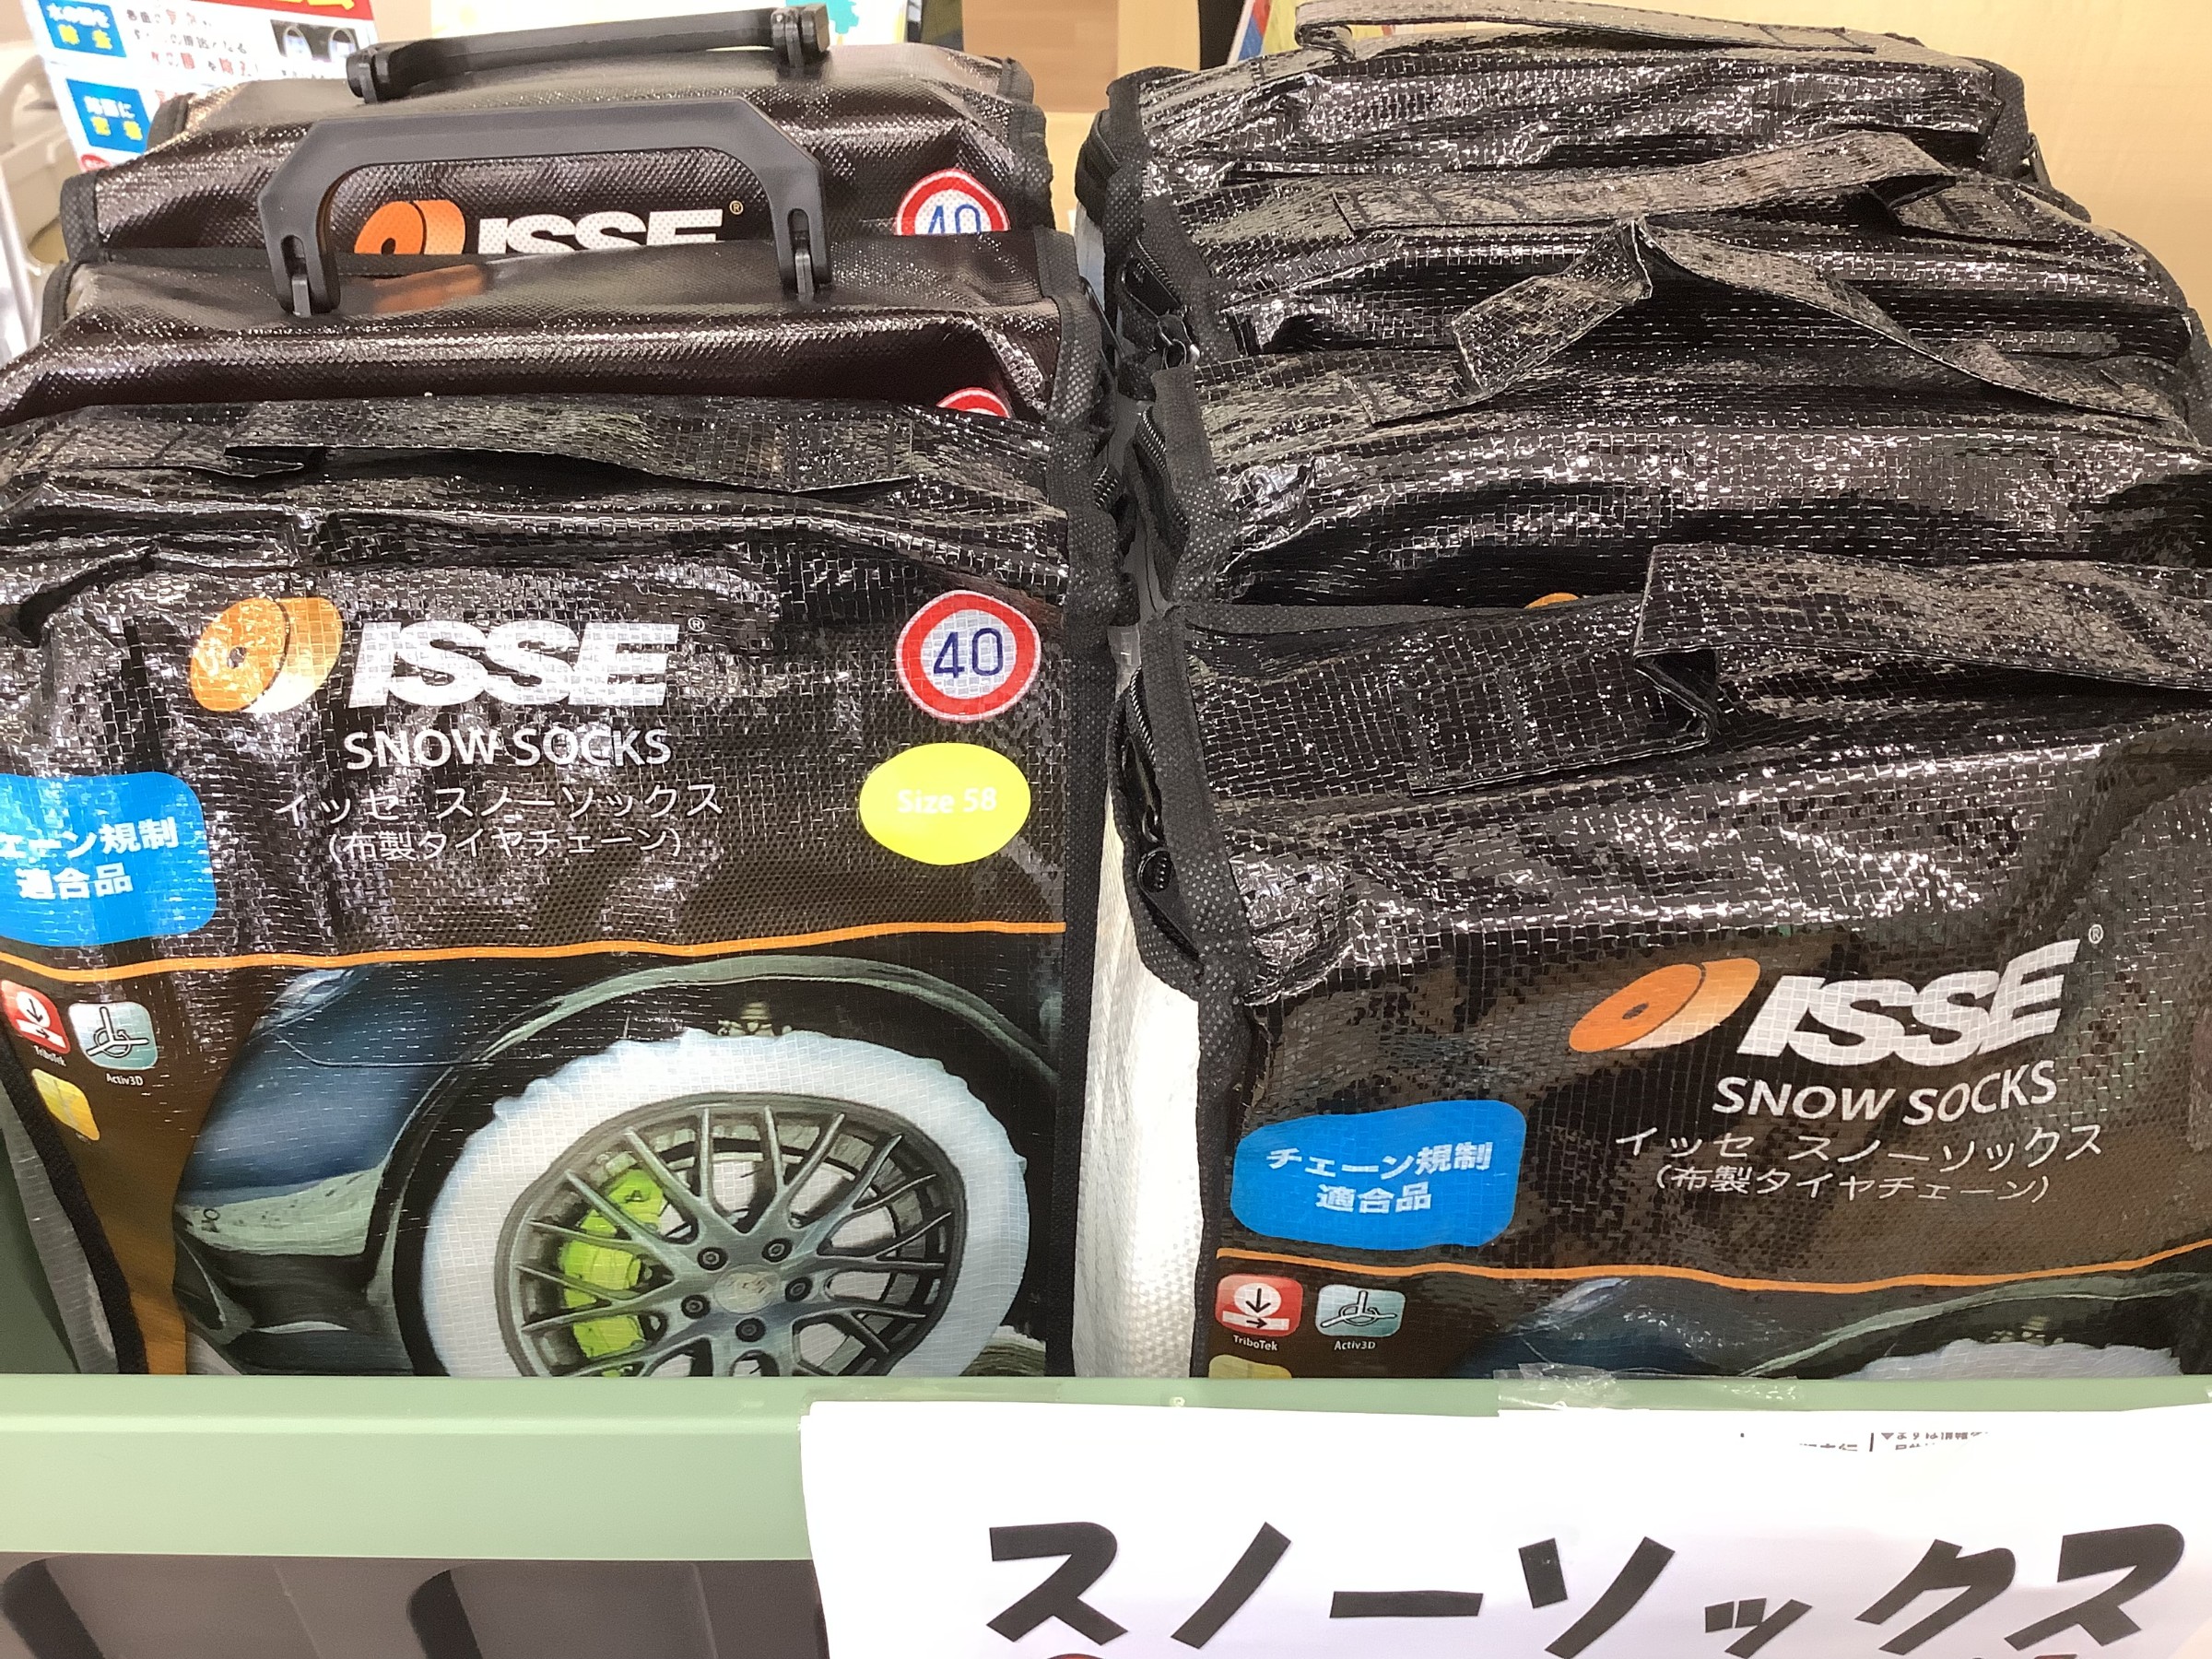 ISSE®
40
ISSE®
40
SNOW SOCKS
イッセ スノーソックス
Size 58
(布製タイヤチェーン)
ェーン規制
適合品
TriboTek
Activ3D
ISSE®
SNOW SOCKS
イッセ スノーソックス
(布製タイヤチェーン)
チェーン規制
適合品
TriboTek
Activ3D
スノーソックス